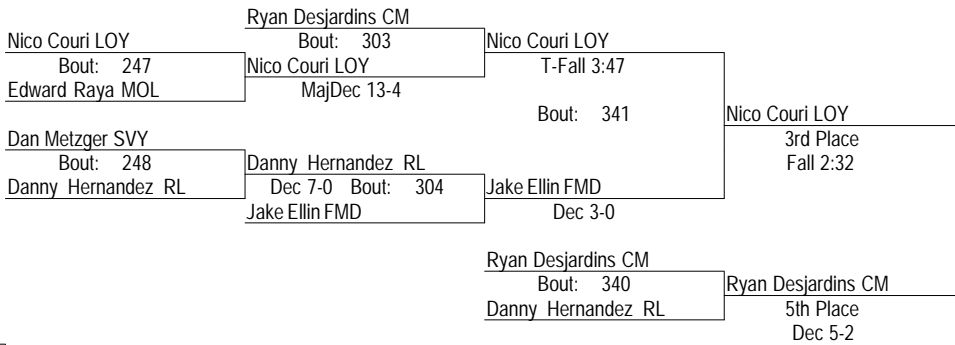 Ryan Desjardins CM
Nico Couri LOY
Bout: 303
Nico Couri LOY
Bout: 247
Nico Couri LOY
T-Fall 3:47
Edward Raya MOL
MajDec 13-4
Bout: 341
Nico Couri LOY
Dan Metzger SVY
3rd Place
Bout: 248
Danny Hernandez RL
Fall 2:32
Danny Hernandez RL
Dec 7-0 Bout: 304
Jake Ellin FMD
Jake Ellin FMD
Dec 3-0
Ryan Desjardins CM
Bout: 340
Ryan Desjardins CM
Danny Hernandez RL
5th Place
Dec 5-2